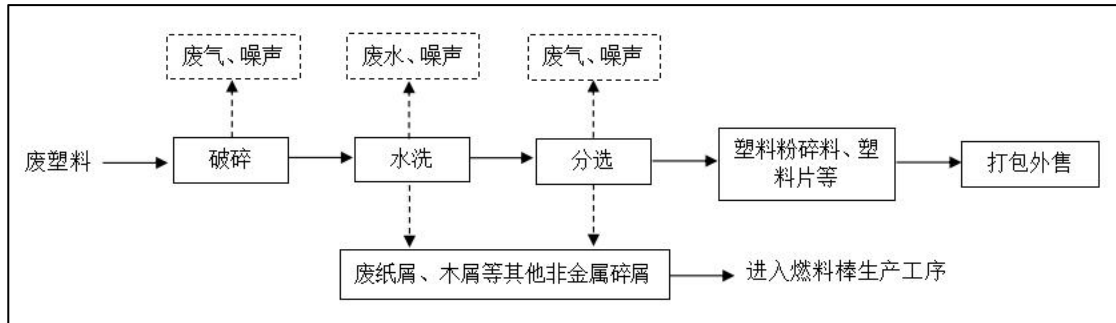 废气、噪声
废水、噪声
废气、噪声
废塑料
破碎
水洗
分选
塑料粉碎料、塑
料片等
打包外售
废纸屑、木屑等其他非金属碎屑
进入燃料棒生产工序